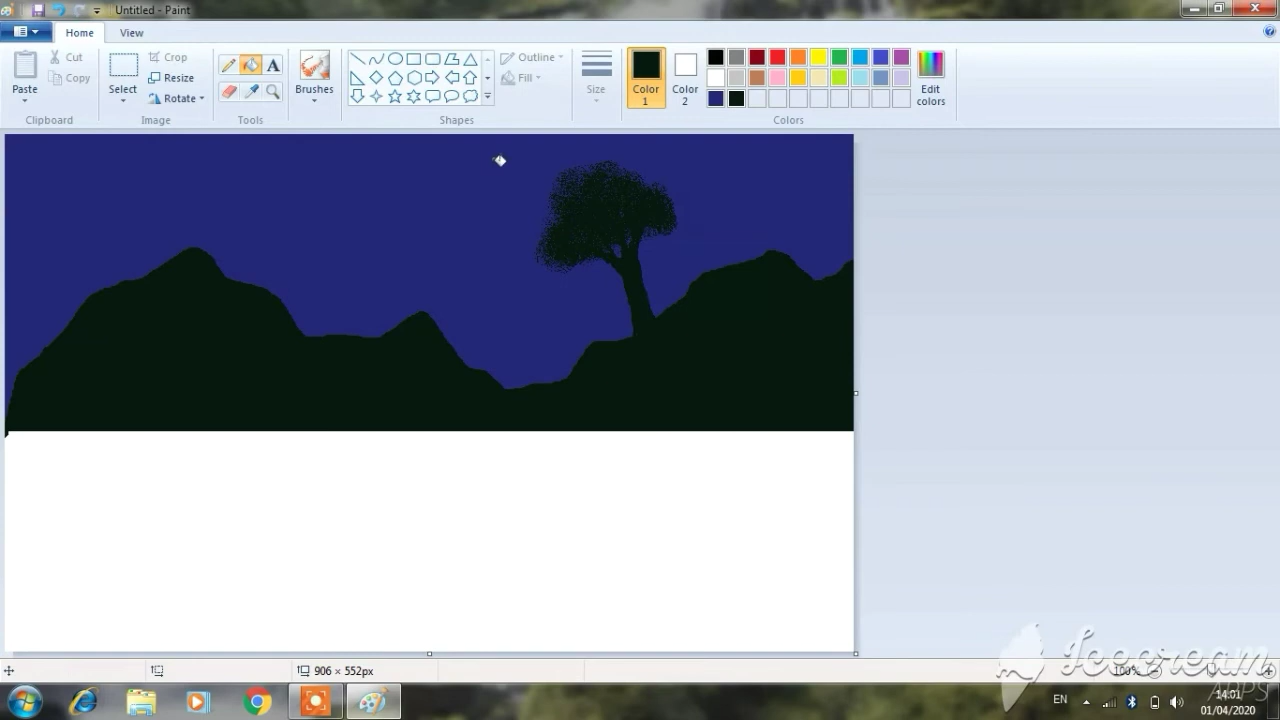 Untitled - Paint
Home
View
Paste
Cut
Copy
Clipboard
Select
Crop
Resize
Rotate
Image
Tools
Brushes
Outline
Fill
Shapes
Size
Color
1
Color
2
Edit
colors
Colors
906 × 552px
100%
Icecream
APPS
EN
14:01
01/04/2020